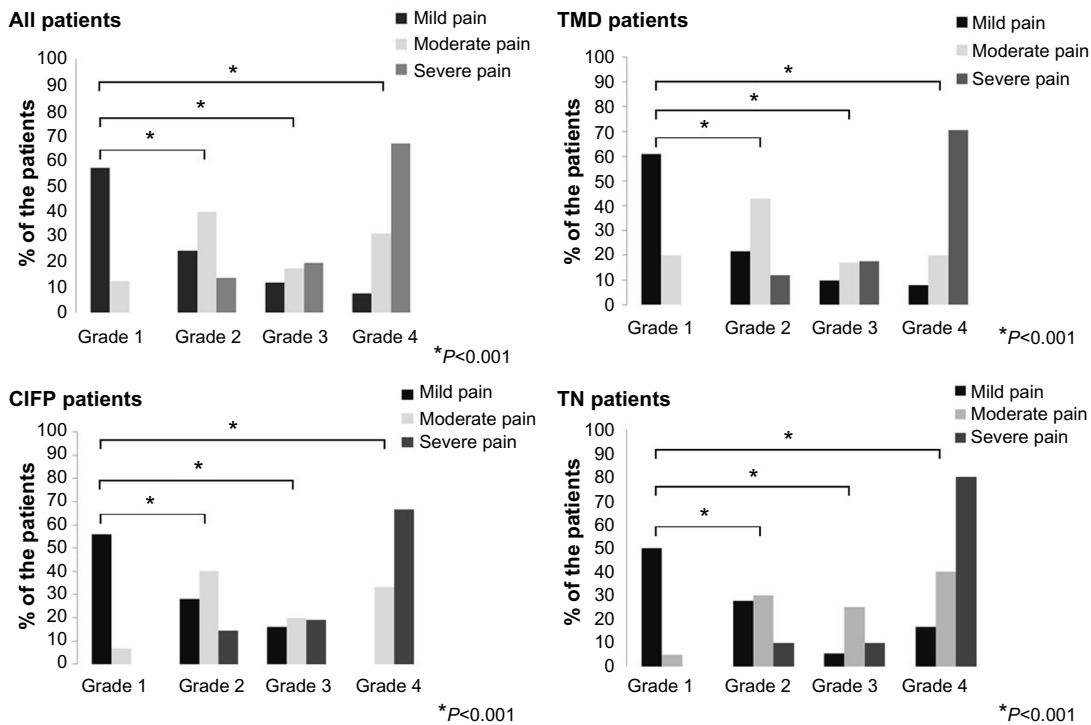 All patients
Mild pain
Moderate pain
Severe pain
% of the patients
100
90
80
70
60
50
40
30
20
10
0
*
*
*
Grade 1 Grade 2 Grade 3 Grade 4
*P<0.001
TMD patients
Mild pain
Moderate pain
Severe pain
% of the patients
100
90
80
70
60
50
40
30
20
10
0
*
*
*
Grade 1 Grade 2 Grade 3 Grade 4
*P<0.001
CIFP patients
Mild pain
Moderate pain
Severe pain
% of the patients
100
90
80
70
60
50
40
30
20
10
0
*
*
*
Grade 1 Grade 2 Grade 3 Grade 4
*P<0.001
TN patients
Mild pain
Moderate pain
Severe pain
% of the patients
100
90
80
70
60
50
40
30
20
10
0
*
*
*
Grade 1 Grade 2 Grade 3 Grade 4
*P<0.001